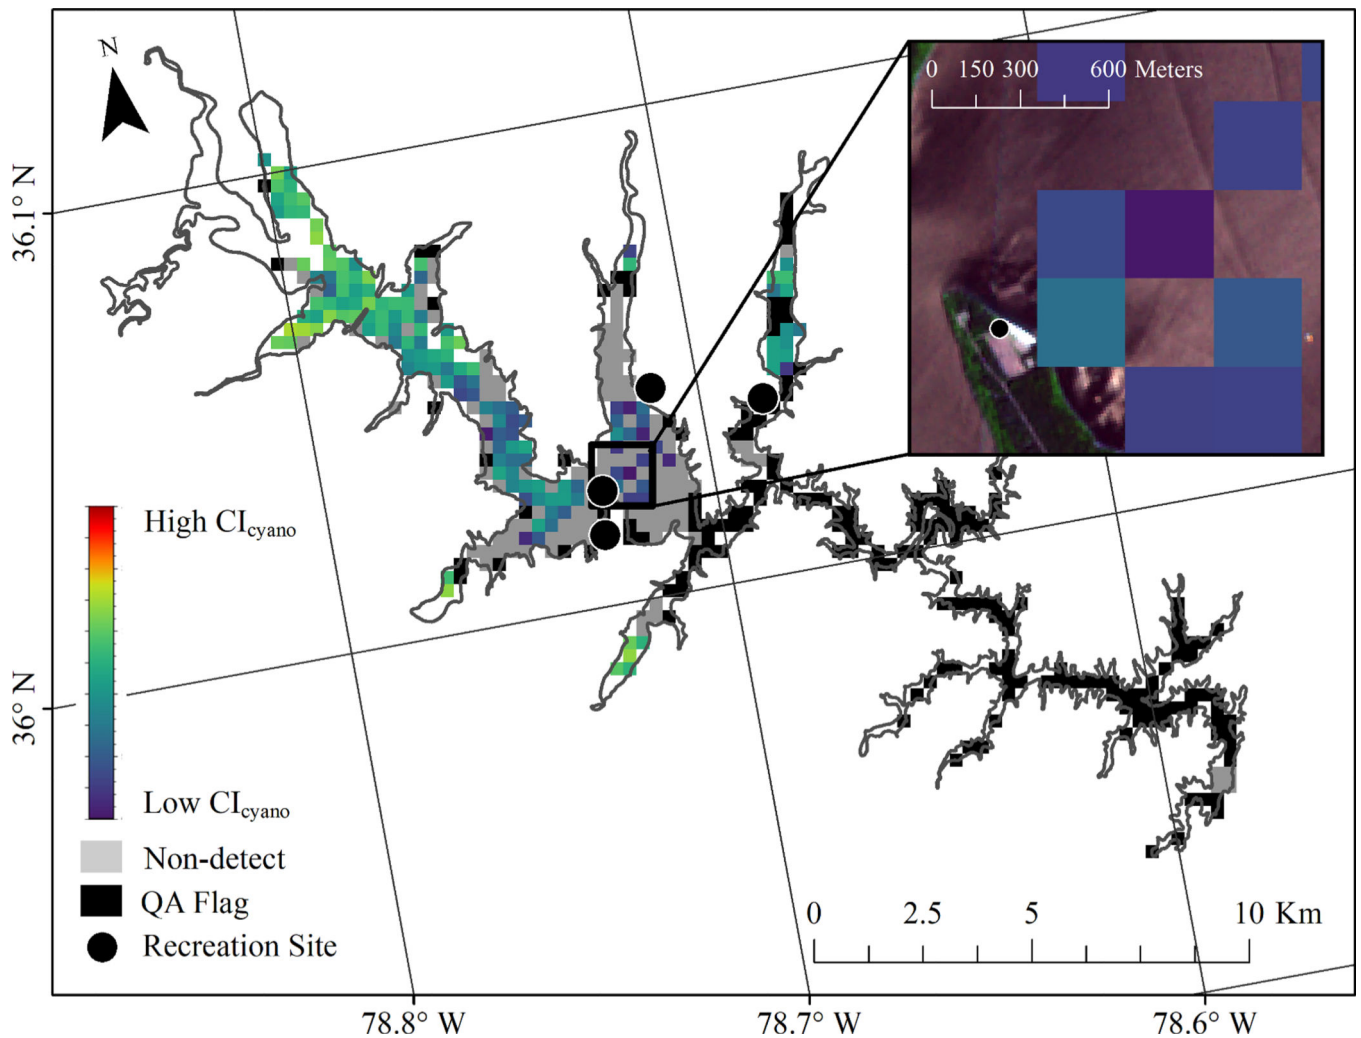 N
0 150 300 600 Meters
36.1° N
36° N
High CIcyano
Low CIcyano
Non-detect
QA Flag
Recreation Site
0 2.5 5 10 Km
78.8° W 78.7° W 78.6° W